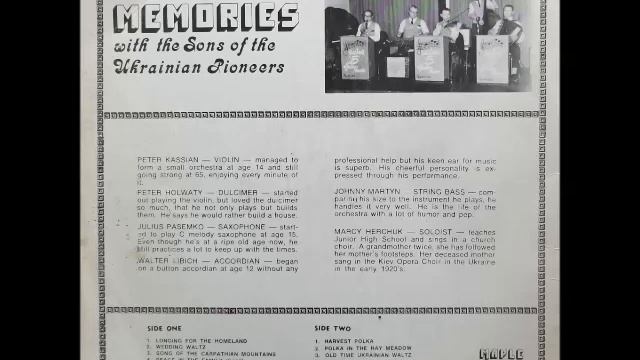 MEMORIES
with the Sons of the
Ukrainian Pioneers
PETER KASSIAN — VIOLIN — managed to
form a small orchestra at age 14 and still
going strong at 65, enjoying every minute of
it.
PETER HOLWATY — DULCIMER — started
out playing the violin, but loved the dulcimer
so much, that he not only plays but builds
them. He says he would rather build a house.
JULIUS PASEMKO — SAXOPHONE — start-
ed to play C melody saxophone at age 15.
Even though he's at a ripe old age now, he
still practices a lot to keep up with the times.
WALTER LIBICH — ACCORDIAN — began
on a button accordian at age 12 without any
professional help but his keen ear for music
is superb. His cheerful personality is ex-
pressed through his performance.
JOHNNY MARTYN — STRING BASS — com-
paring his size to the instrument he plays, he
handles it very well. He is the life of the
orchestra with a lot of humor and pep.
MARCY HERCHUK — SOLOIST — teaches
Junior High School and sings in a church
choir. A grandmother twice, she has followed
her mother's footsteps. Her deceased mother
sang in the Kiev Opera Choir in the Ukraine
in the early 1920's.
SIDE ONE
1. LONGING FOR THE HOMELAND
2. WEDDING WALTZ
3. SONG OF THE CARPATHIAN MOUNTAINS
SIDE TWO
1. HARVEST POLKA
2. POLKA IN THE HAY MEADOW
3. OLD TIME UKRAINIAN WALTZ
MAPLE